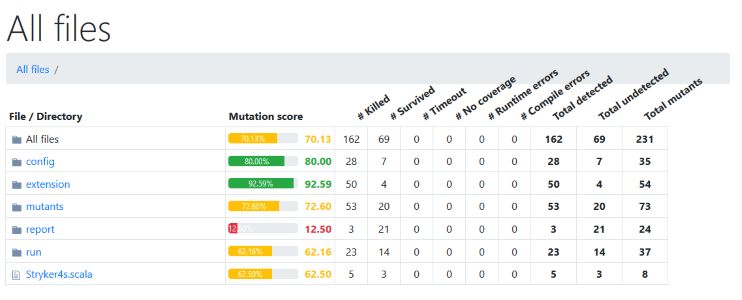 All files
All files /
File / Directory Mutation score # Killed # Survived # Timeout # No coverage # Runtime errors # Compile errors Total detected Total undetected Total mutants
All files 70.13% 70.13 162 69 0 0 0 0 162 69 231
config 80.00% 80.00 28 7 0 0 0 0 28 7 35
extension 92.59% 92.59 50 4 0 0 0 0 50 4 54
mutants 72.60% 72.60 53 20 0 0 0 0 53 20 73
report 12.50% 12.50 3 21 0 0 0 0 3 21 24
run 62.16% 62.16 23 14 0 0 0 0 23 14 37
Stryker4s.scala 62.50% 62.50 5 3 0 0 0 0 5 3 8